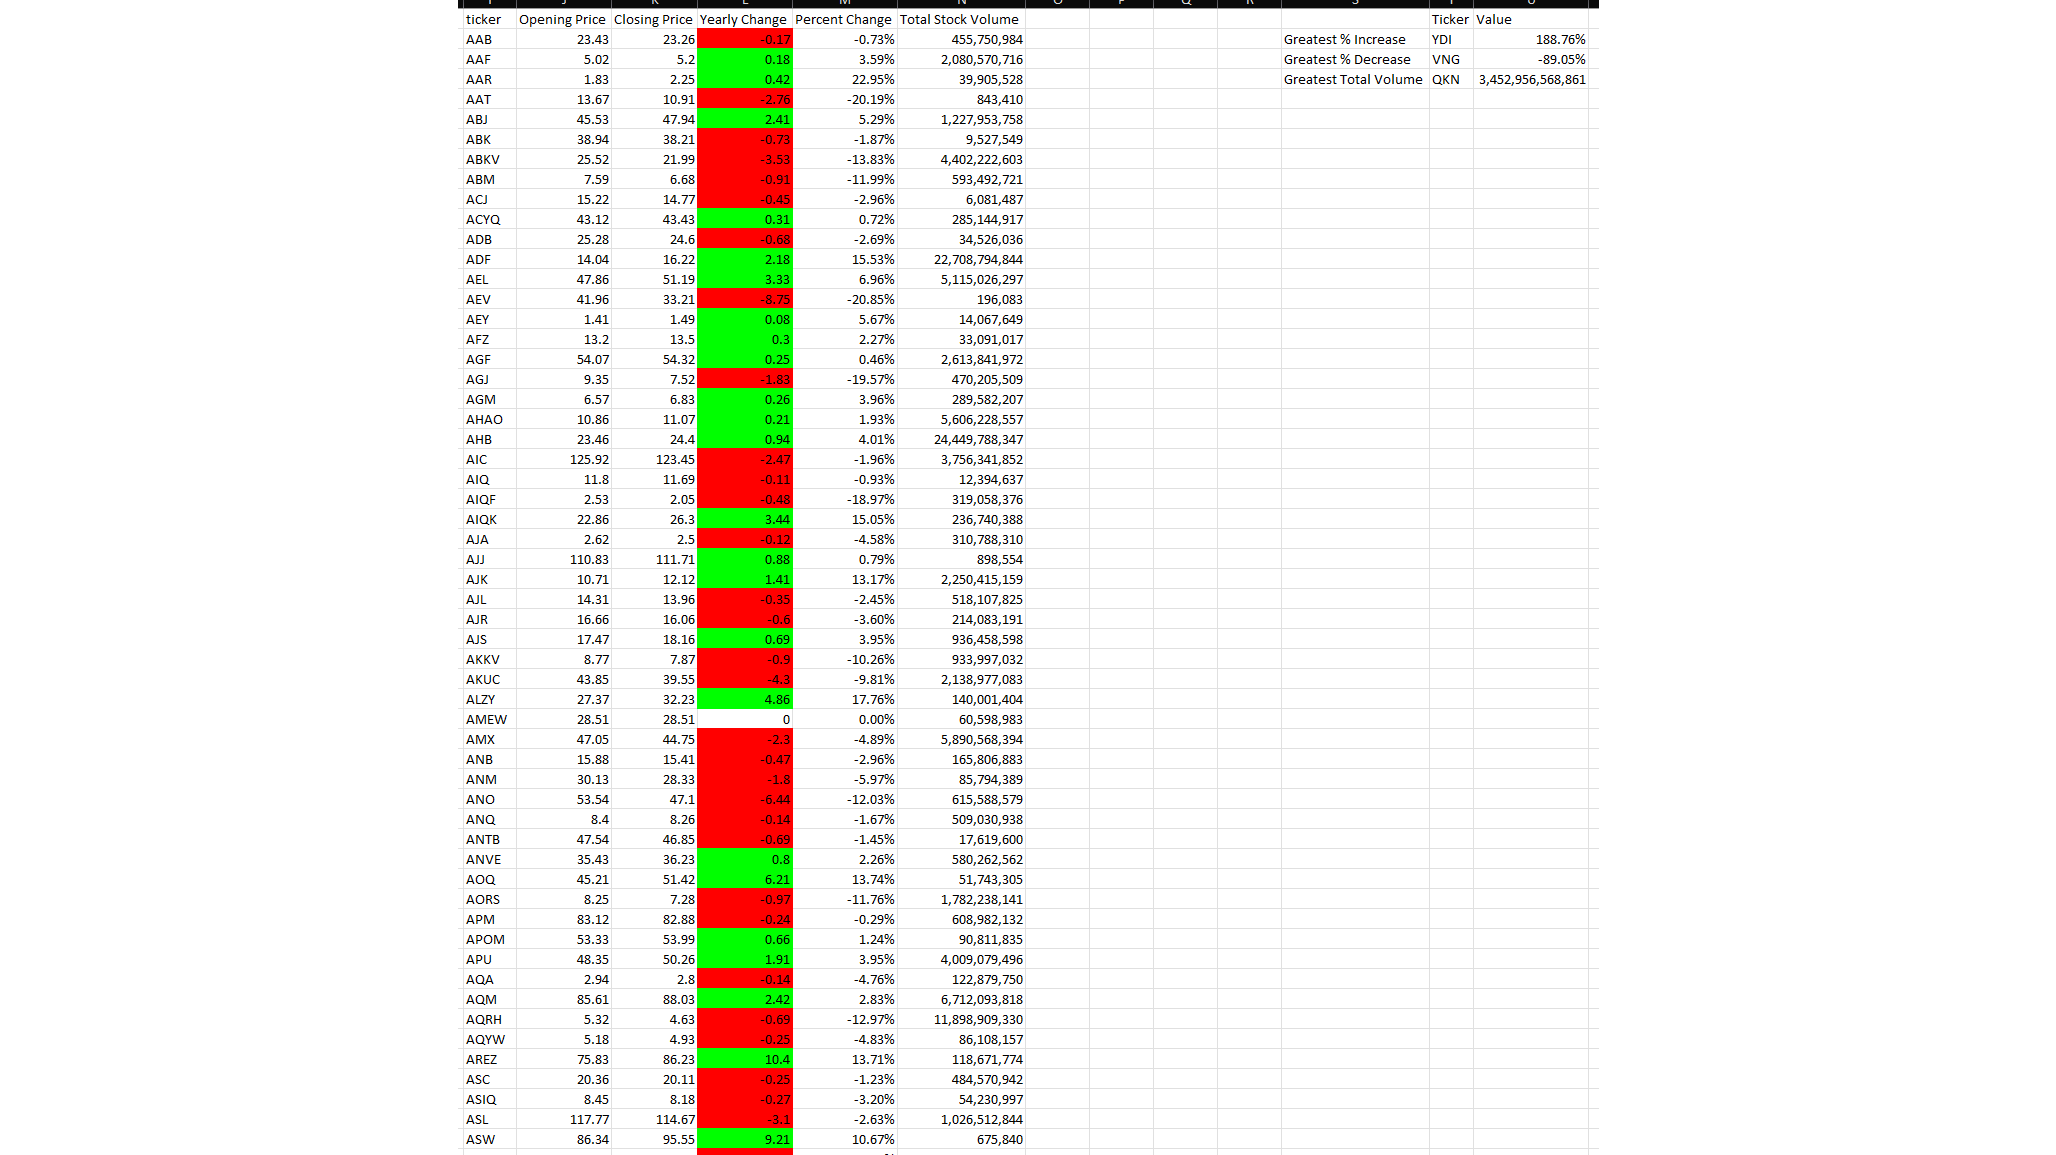 ticker Opening Price Closing Price Yearly Change Percent Change Total Stock Volume Ticker Value
AAB 23.43 23.26 -0.17 -0.73% 455,750,984 Greatest % Increase YDI 188.76%
AAF 5.02 5.2 0.18 3.59% 2,080,570,716 Greatest % Decrease VNG -89.05%
AAR 1.83 2.25 0.42 22.95% 39,905,528 Greatest Total Volume QKN 3,452,956,568,861
AAT 13.67 10.91 -2.76 -20.19% 843,410
ABJ 45.53 47.94 2.41 5.29% 1,227,953,758
ABK 38.94 38.21 -0.73 -1.87% 9,527,549
ABKV 25.52 21.99 -3.53 -13.83% 4,402,222,603
ABM 7.59 6.68 -0.91 -11.99% 593,492,721
ACJ 15.22 14.77 -0.45 -2.96% 6,081,487
ACYQ 43.12 43.43 0.31 0.72% 285,144,917
ADB 25.28 24.6 -0.68 -2.69% 34,526,036
ADF 14.04 16.22 2.18 15.53% 22,708,794,844
AEL 47.86 51.19 3.33 6.96% 5,115,026,297
AEV 41.96 33.21 -8.75 -20.85% 196,083
AEY 1.41 1.49 0.08 5.67% 14,067,649
AFZ 13.2 13.5 0.3 2.27% 33,091,017
AGF 54.07 54.32 0.25 0.46% 2,613,841,972
AGJ 9.35 7.52 -1.83 -19.57% 470,205,509
AGM 6.57 6.83 0.26 3.96% 289,582,207
AHAO 10.86 11.07 0.21 1.93% 5,606,228,557
AHB 23.46 24.4 0.94 4.01% 24,449,788,347
AIC 125.92 123.45 -2.47 -1.96% 3,756,341,852
AIQ 11.8 11.69 -0.11 -0.93% 12,394,637
AIQF 2.53 2.05 -0.48 -18.97% 319,058,376
AIQK 22.86 26.3 3.44 15.05% 236,740,388
AJA 2.62 2.5 -0.12 -4.58% 310,788,310
AJJ 110.83 111.71 0.88 0.79% 898,554
AJK 10.71 12.12 1.41 13.17% 2,250,415,159
AJL 14.31 13.96 -0.35 -2.45% 518,107,825
AJR 16.66 16.06 -0.6 -3.60% 214,083,191
AJS 17.47 18.16 0.69 3.95% 936,458,598
AKKV 8.77 7.87 -0.9 -10.26% 933,997,032
AKUC 43.85 39.55 -4.3 -9.81% 2,138,977,083
ALZY 27.37 32.23 4.86 17.76% 140,001,404
AMEW 28.51 28.51 0 0.00% 60,598,983
AMX 47.05 44.75 -2.3 -4.89% 5,890,568,394
ANB 15.88 15.41 -0.47 -2.96% 165,806,883
ANM 30.13 28.33 -1.8 -5.97% 85,794,389
ANO 53.54 47.1 -6.44 -12.03% 615,588,579
ANQ 8.4 8.26 -0.14 -1.67% 509,030,938
ANTB 47.54 46.85 -0.69 -1.45% 17,619,600
ANVE 35.43 36.23 0.8 2.26% 580,262,562
AOQ 45.21 51.42 6.21 13.74% 51,743,305
AORS 8.25 7.28 -0.97 -11.76% 1,782,238,141
APM 83.12 82.88 -0.24 -0.29% 608,982,132
APOM 53.33 53.99 0.66 1.24% 90,811,835
APU 48.35 50.26 1.91 3.95% 4,009,079,496
AQA 2.94 2.8 -0.14 -4.76% 122,879,750
AQM 85.61 88.03 2.42 2.83% 6,712,093,818
AQRH 5.32 4.63 -0.69 -12.97% 11,898,909,330
AQYW 5.18 4.93 -0.25 -4.83% 86,108,157
AREZ 75.83 86.23 10.4 13.71% 118,671,774
ASC 20.36 20.11 -0.25 -1.23% 484,570,942
ASIQ 8.45 8.18 -0.27 -3.20% 54,230,997
ASL 117.77 114.67 -3.1 -2.63% 1,026,512,844
ASW 86.34 95.55 9.21 10.67% 675,840